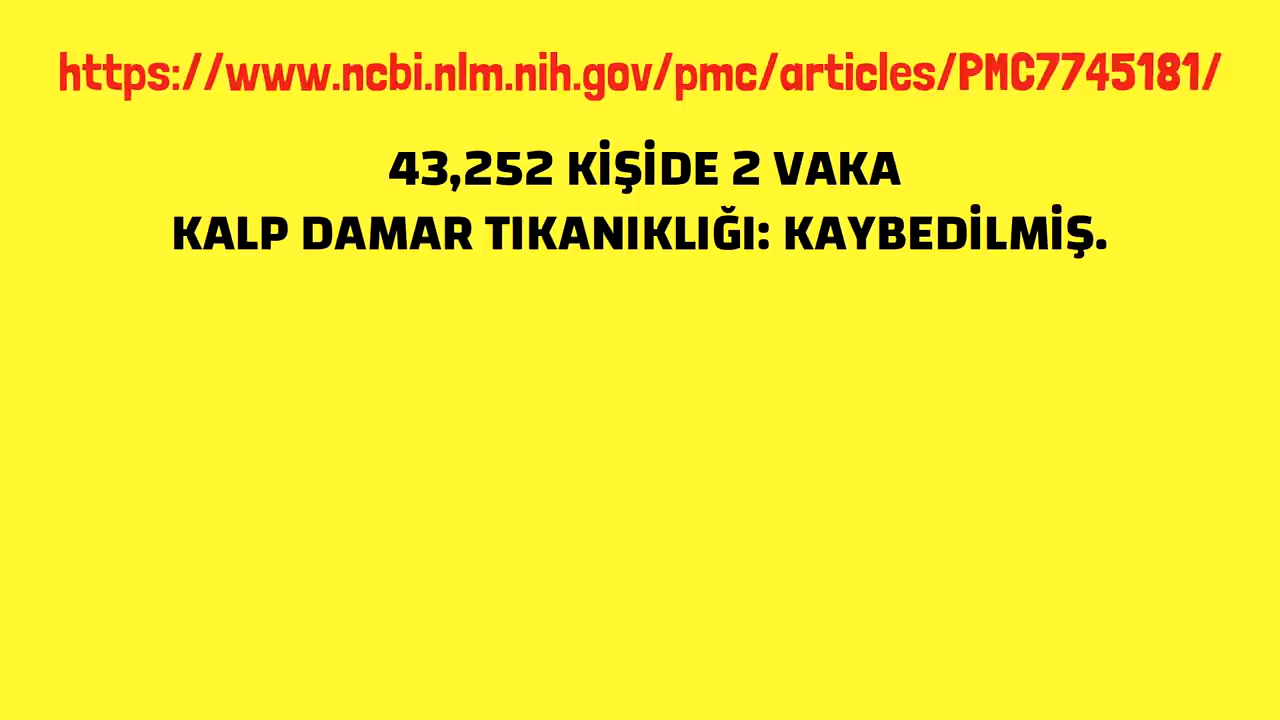 https://www.ncbi.nlm.nih.gov/pmc/articles/PMC7745181/
43,252 KİŞİDE 2 VAKA
KALP DAMAR TIKANIKLIĞI: KAYBEDİLMİŞ.